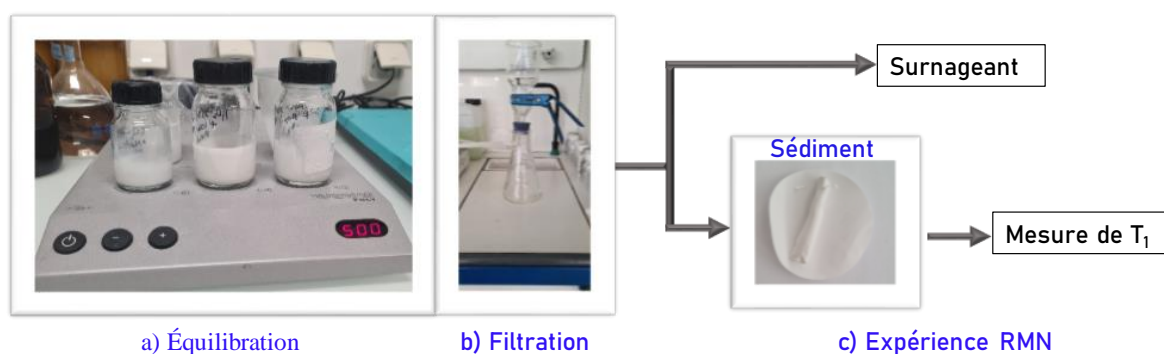 500
Surnageant
Sédiment
Mesure de T₁
a) Équilibration
b) Filtration
c) Expérience RMN